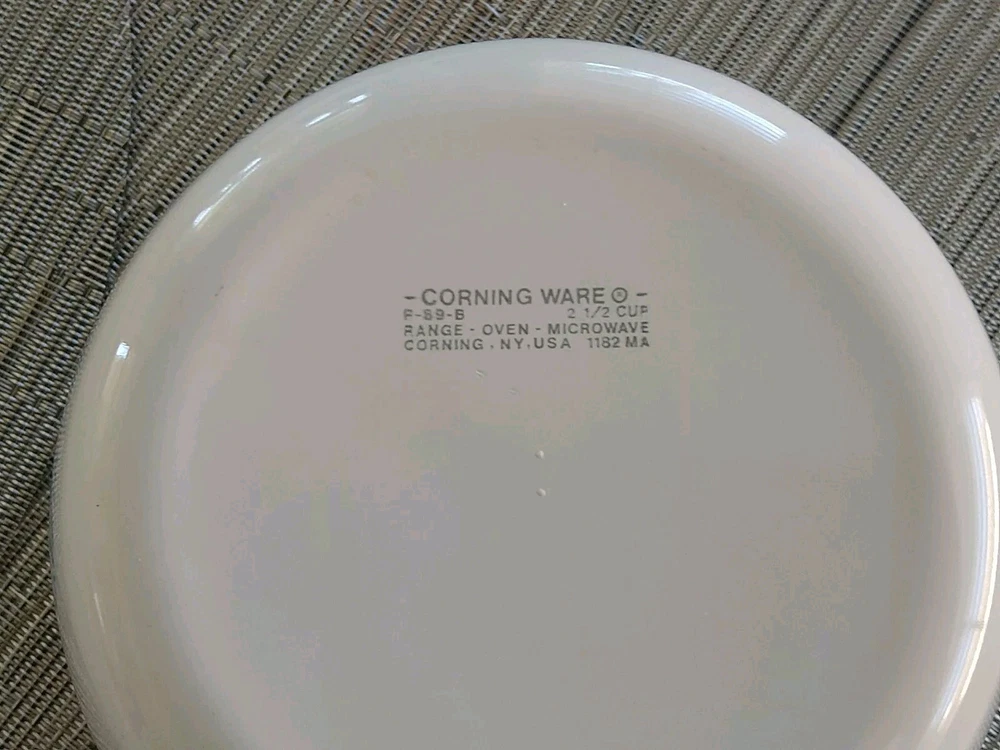 - CORNING WARE ® -
P-89-B 2 1/2 CUP
RANGE - OVEN - MICROWAVE
CORNING , NY, USA 1182 MA